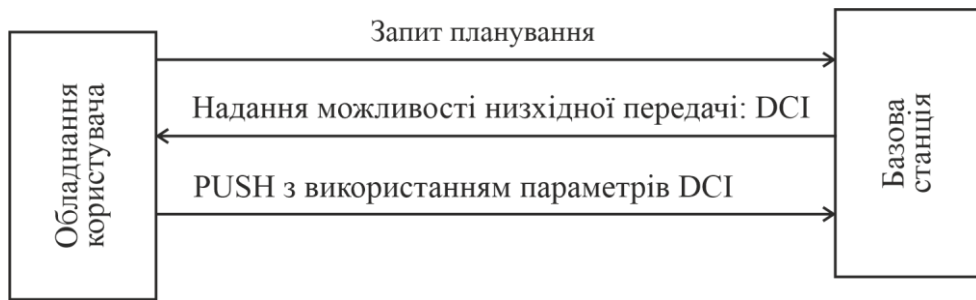 Запит планування
Надання можливості низхідної передачі: DCI
PUSH з використанням параметрів DCI
Обладнання
користувача
Базова
станція